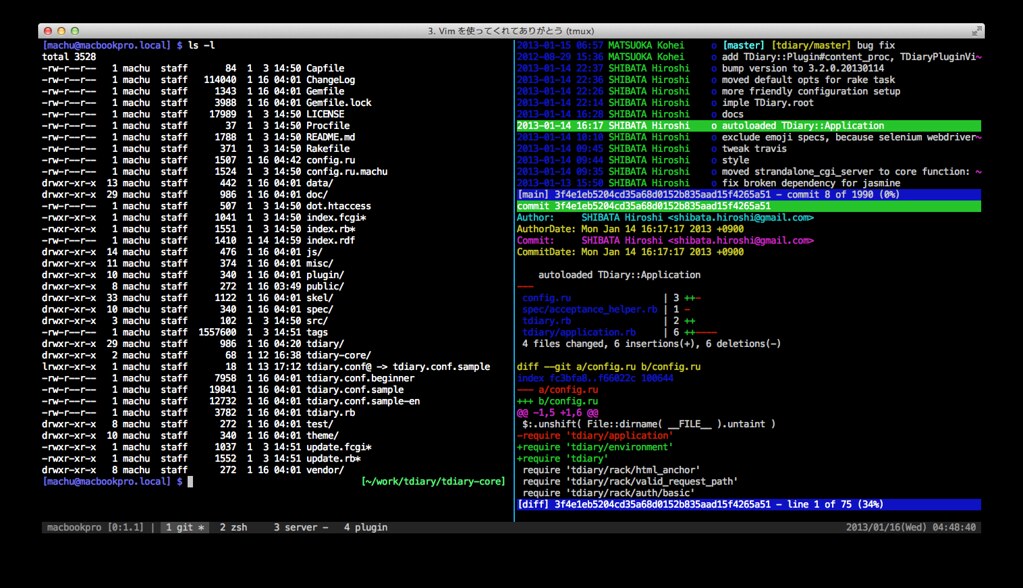 3. Vim を使ってくれてありがとう (tmux)
[machu@macbookpro.local] $ ls -l
total 3528
-rw-r--r-- 1 machu staff 84 1 3 14:50 Capfile
-rw-r--r-- 1 machu staff 114040 1 16 04:01 ChangeLog
-rw-r--r-- 1 machu staff 1343 1 3 14:50 Gemfile
-rw-r--r-- 1 machu staff 3988 1 16 04:01 Gemfile.lock
-rw-r--r-- 1 machu staff 17989 1 3 14:50 LICENSE
-rw-r--r-- 1 machu staff 37 1 3 14:50 Procfile
-rw-r--r-- 1 machu staff 1788 1 3 14:50 README.md
-rw-r--r-- 1 machu staff 371 1 3 14:50 Rakefile
-rw-r--r-- 1 machu staff 1507 1 16 04:42 config.ru
-rw-r--r-- 1 machu staff 1524 1 3 14:50 config.ru.machu
drwxr-xr-x 13 machu staff 442 1 16 04:01 data/
drwxr-xr-x 29 machu staff 986 1 16 04:01 doc/
-rw-r--r-- 1 machu staff 507 1 3 14:50 dot.htaccess
-rwxr-xr-x 1 machu staff 1041 1 3 14:50 index.fcgi*
-rwxr-xr-x 1 machu staff 1551 1 3 14:50 index.rb*
-rw-r--r-- 1 machu staff 1410 1 14 14:59 index.rdf
drwxr-xr-x 14 machu staff 476 1 16 04:01 js/
drwxr-xr-x 11 machu staff 374 1 16 04:01 misc/
drwxr-xr-x 10 machu staff 340 1 16 04:01 plugin/
drwxr-xr-x 8 machu staff 272 1 16 03:49 public/
drwxr-xr-x 33 machu staff 1122 1 16 04:01 skel/
drwxr-xr-x 10 machu staff 340 1 16 04:01 spec/
drwxr-xr-x 3 machu staff 102 1 3 14:50 src/
-rw-r--r-- 1 machu staff 1557600 1 3 14:51 tags
drwxr-xr-x 29 machu staff 986 1 16 04:20 tdiary/
drwxr-xr-x 2 machu staff 68 1 12 16:38 tdiary-core/
lrwxr-xr-x 1 machu staff 18 1 13 17:12 tdiary.conf@ -> tdiary.conf.sample
-rw-r--r-- 1 machu staff 7958 1 16 04:01 tdiary.conf.beginner
-rw-r--r-- 1 machu staff 19841 1 16 04:01 tdiary.conf.sample
-rw-r--r-- 1 machu staff 12732 1 16 04:01 tdiary.conf.sample-en
-rw-r--r-- 1 machu staff 3782 1 16 04:01 tdiary.rb
drwxr-xr-x 8 machu staff 272 1 16 04:01 test/
drwxr-xr-x 10 machu staff 340 1 16 04:01 theme/
-rwxr-xr-x 1 machu staff 1037 1 3 14:51 update.fcgi*
-rwxr-xr-x 1 machu staff 1552 1 3 14:51 update.rb*
drwxr-xr-x 8 machu staff 272 1 16 04:01 vendor/
[machu@macbookpro.local] $ [~/work/tdiary/tdiary-core]
2013-01-15 06:57 MATSUOKA Kohei o [master] [tdiary/master] bug fix
2012-08-29 15:36 MATSUOKA Kohei o add TDiary::Plugin#content_proc, TDiaryPluginVi~
2013-01-14 22:37 SHIBATA Hiroshi o bump version to 3.2.0.20130114
2013-01-14 22:36 SHIBATA Hiroshi o moved default opts for rake task
2013-01-14 22:26 SHIBATA Hiroshi o more friendly configuration setup
2013-01-14 22:14 SHIBATA Hiroshi o imple TDiary.root
2013-01-14 16:28 SHIBATA Hiroshi o docs
2013-01-14 16:17 SHIBATA Hiroshi o autoloaded TDiary::Application
2013-01-14 10:18 SHIBATA Hiroshi o exclude emoji specs, because selenium webdriver~
2013-01-14 09:45 SHIBATA Hiroshi o tweak travis
2013-01-14 09:44 SHIBATA Hiroshi o style
2013-01-14 09:35 SHIBATA Hiroshi o moved strandalone_cgi_server to core function: ~
2013-01-13 15:50 SHIBATA Hiroshi o fix broken dependency for jasmine
[main] 3f4e1eb5204cd35a68d0152b835aad15f4265a51 - commit 8 of 1990 (0%)
commit 3f4e1eb5204cd35a68d0152b835aad15f4265a51
Author: SHIBATA Hiroshi <shibata.hiroshi@gmail.com>
AuthorDate: Mon Jan 14 16:17:17 2013 +0900
Commit: SHIBATA Hiroshi <shibata.hiroshi@gmail.com>
CommitDate: Mon Jan 14 16:17:17 2013 +0900
autoloaded TDiary::Application
---
config.ru | 3 ++-
spec/acceptance_helper.rb | 1 -
tdiary.rb | 2 ++
tdiary/application.rb | 6 ++----
4 files changed, 6 insertions(+), 6 deletions(-)
diff --git a/config.ru b/config.ru
index fc3bfa8..f66022c 100644
--- a/config.ru
+++ b/config.ru
@@ -1,5 +1,6 @@
$:.unshift( File::dirname( __FILE__ ).untaint )
-require 'tdiary/application'
+require 'tdiary/environment'
+require 'tdiary'
require 'tdiary/rack/html_anchor'
require 'tdiary/rack/valid_request_path'
require 'tdiary/rack/auth/basic'
[diff] 3f4e1eb5204cd35a68d0152b835aad15f4265a51 - line 1 of 75 (34%)
macbookpro [0:1.1] | 1 git * 2 zsh 3 server - 4 plugin 2013/01/16(Wed) 04:48:40